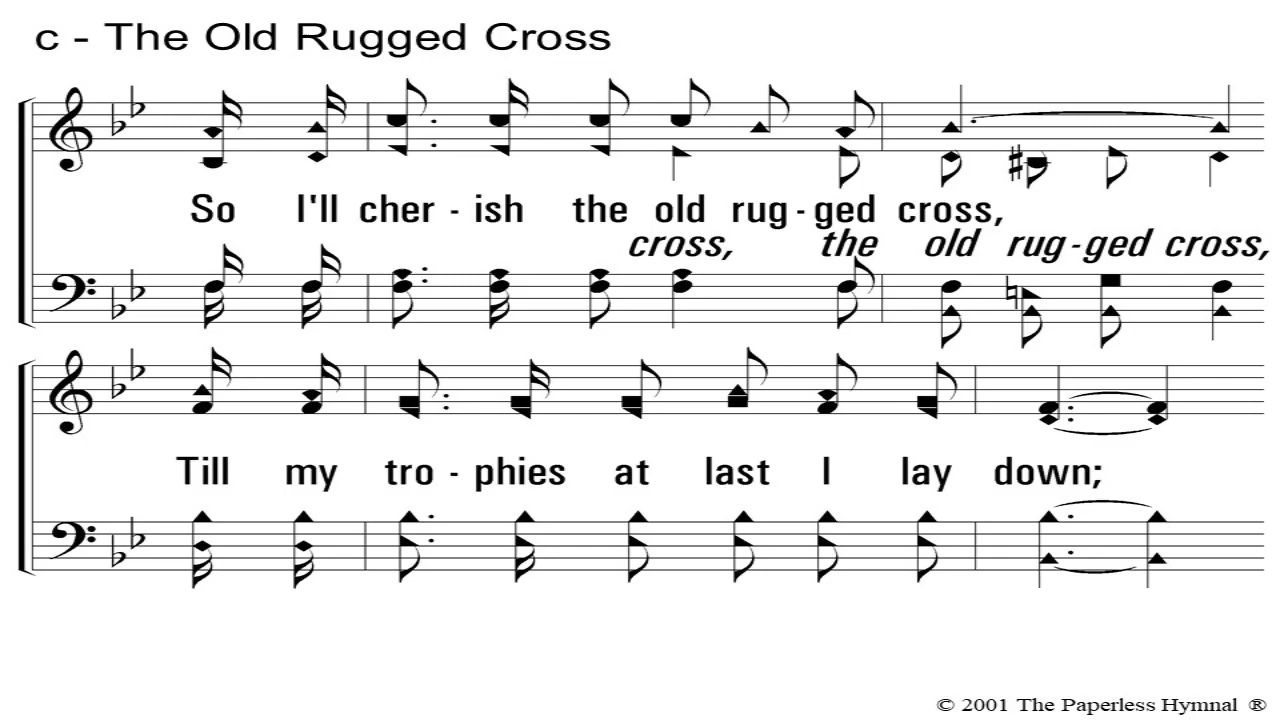 c - The Old Rugged Cross
So I'll cher - ish the old rug - ged cross,
cross, the old rug - ged cross,
Till my tro - phies at last I lay down;
© 2001 The Paperless Hymnal ®